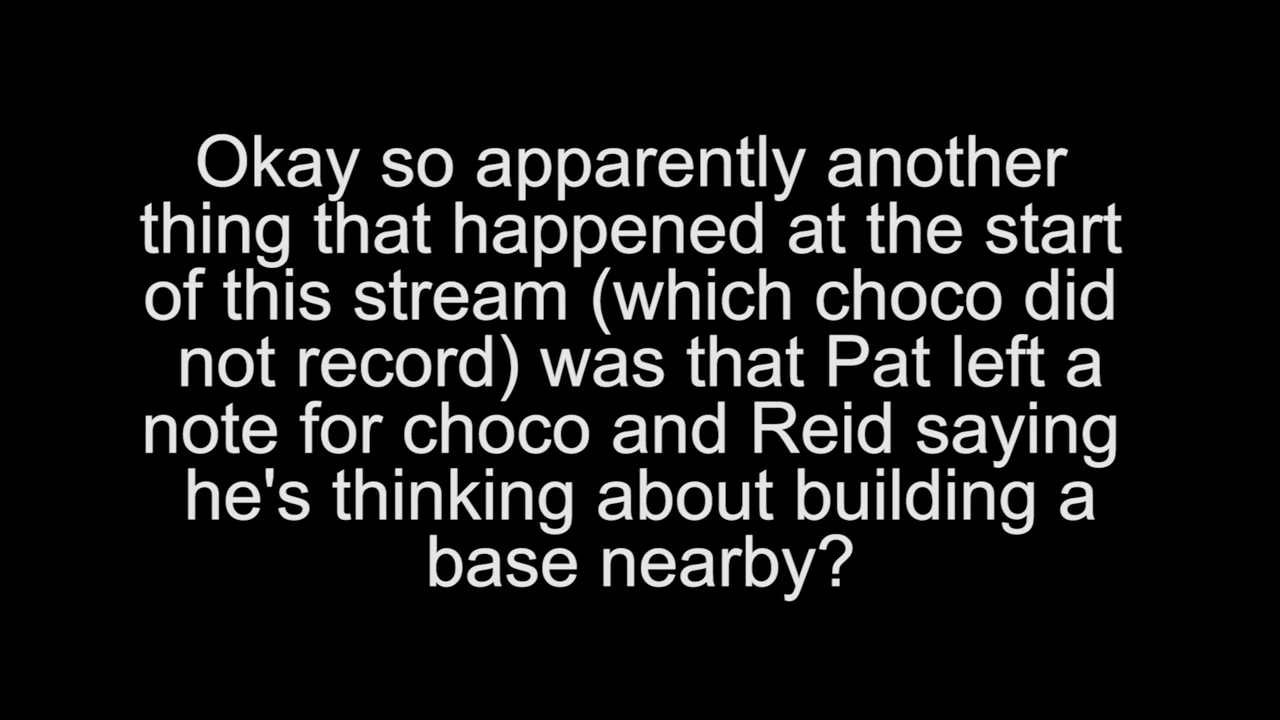 Okay so apparently another
thing that happened at the start
of this stream (which choco did
not record) was that Pat left a
note for choco and Reid saying
he's thinking about building a
base nearby?